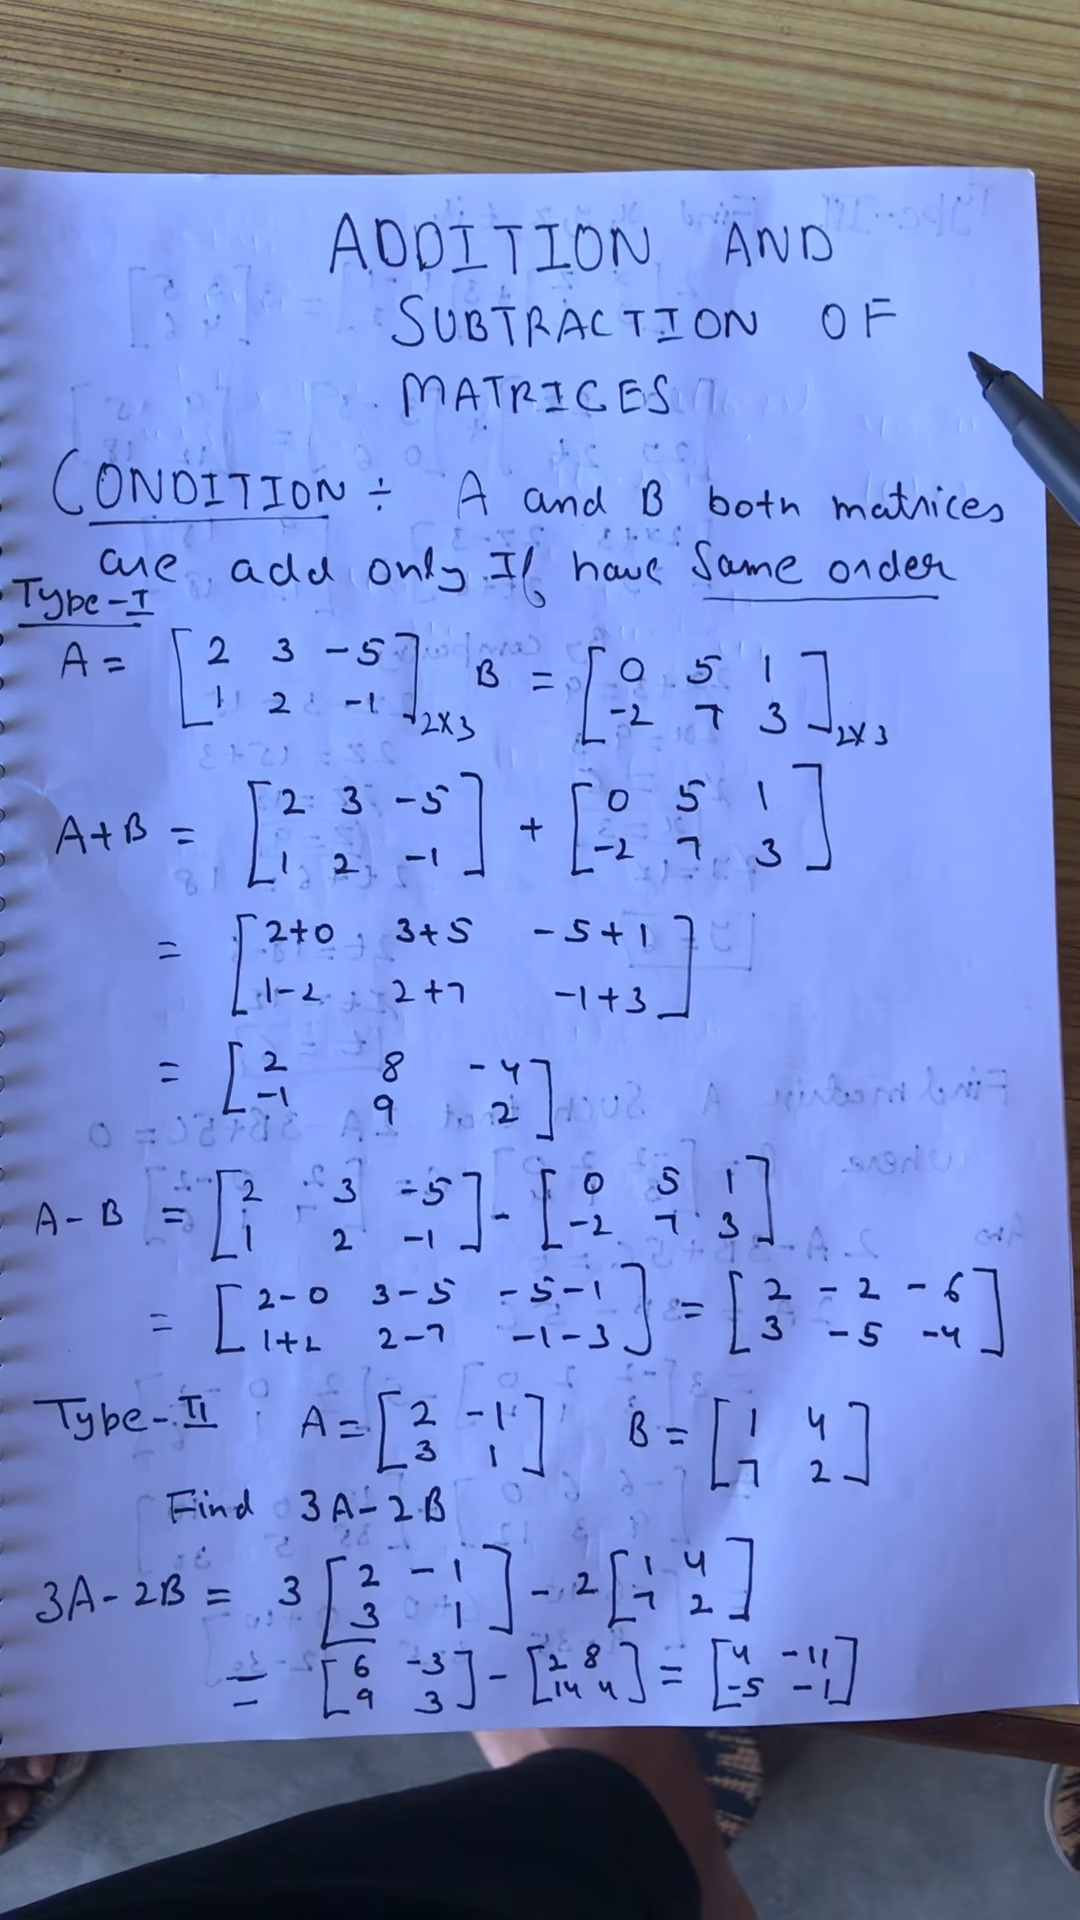 ADDITION AND
SUBTRACTION OF
MATRICES
CONDITION ÷ A and B both matrices
are add only If have Same order
Type-I
A = [2 3 -5
1 2 -1]2x3 B = [0 5 1
-2 7 3]2x3
A+B = [2 3 -5
1 2 -1] + [0 5 1
-2 7 3]
= [2+0 3+5 -5+1
1-2 2+7 -1+3]
= [2 8 -4
-1 9 2]
A-B = [2 3 -5
1 2 -1] - [0 5 1
-2 7 3]
= [2-0 3-5 -5-1
1+2 2-7 -1-3] = [2 -2 -6
3 -5 -4]
Type-II A = [2 -1
3 1] B = [1 4
7 2]
Find 3A-2B
3A-2B = 3 [2 -1
3 1] - 2 [1 4
7 2]
= [6 -3
9 3] - [2 8
14 4] = [4 -11
-5 -1]